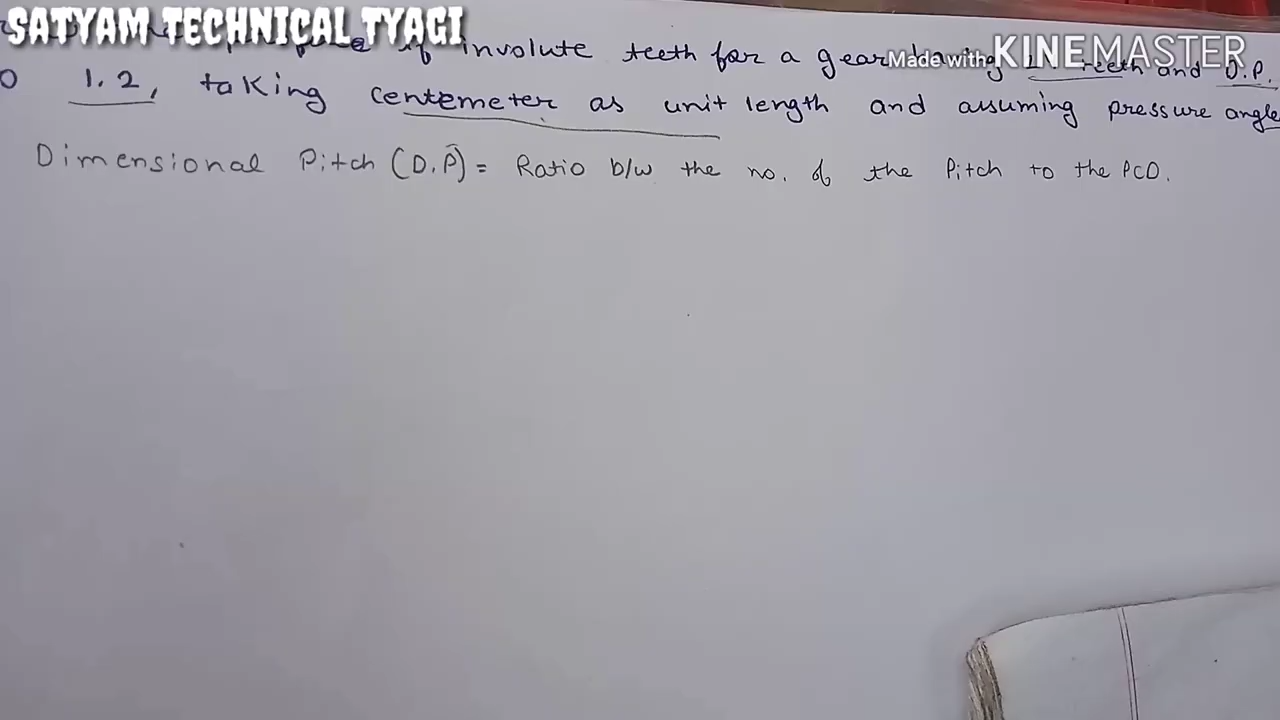 SATYAM TECHNICAL TYAGI
Made with KINEMASTER
of involute teeth for a gear teeth and D.P.
1.2, taking centemeter as unit length and assuming pressure angle
Dimensional Pitch (D.P) = Ratio b/w the no. of the Pitch to the PCD.